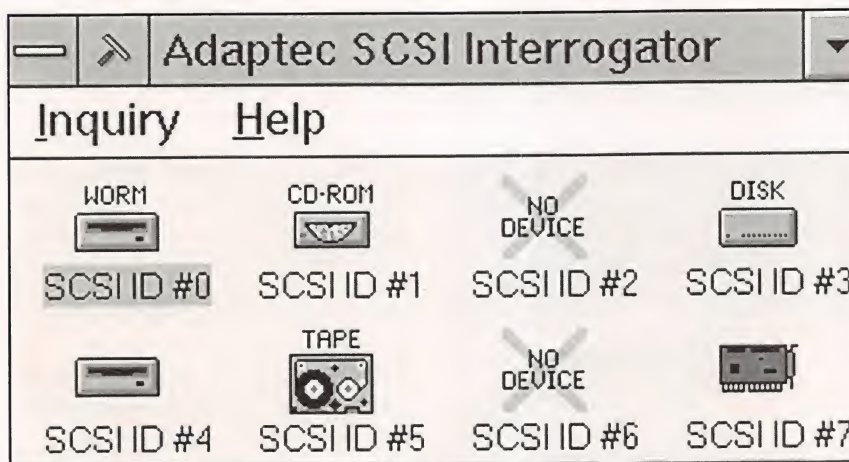 Adaptec SCSI Interrogator
Inquiry Help
WORM CD-ROM NO DEVICE DISK
SCSI ID #0 SCSI ID #1 SCSI ID #2 SCSI ID #3
TAPE NO DEVICE
SCSI ID #4 SCSI ID #5 SCSI ID #6 SCSI ID #7